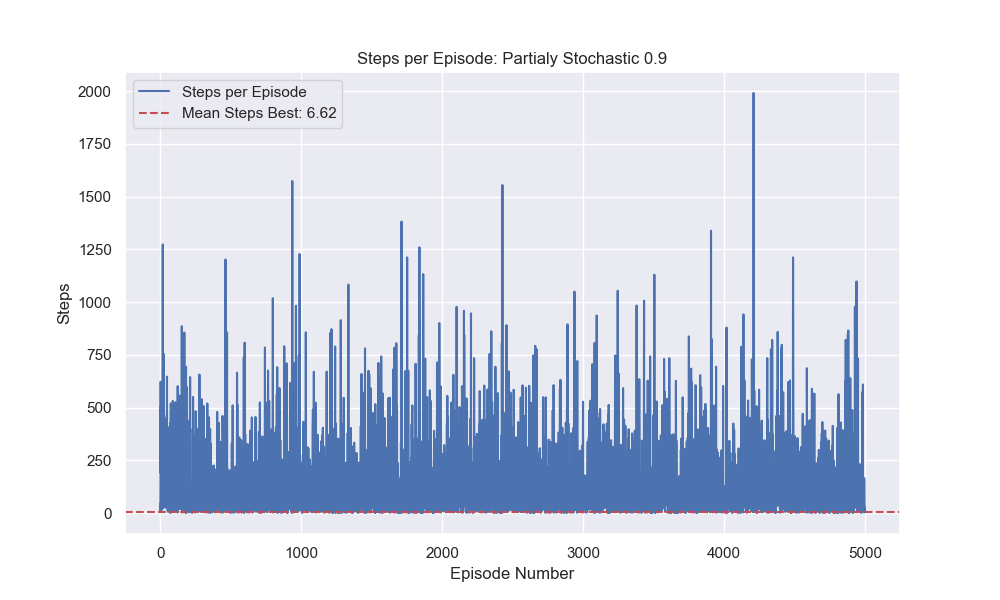 Steps per Episode: Partialy Stochastic 0.9
Steps per Episode
Mean Steps Best: 6.62
Steps
2000
1750
1500
1250
1000
750
500
250
0
0 1000 2000 3000 4000 5000
Episode Number